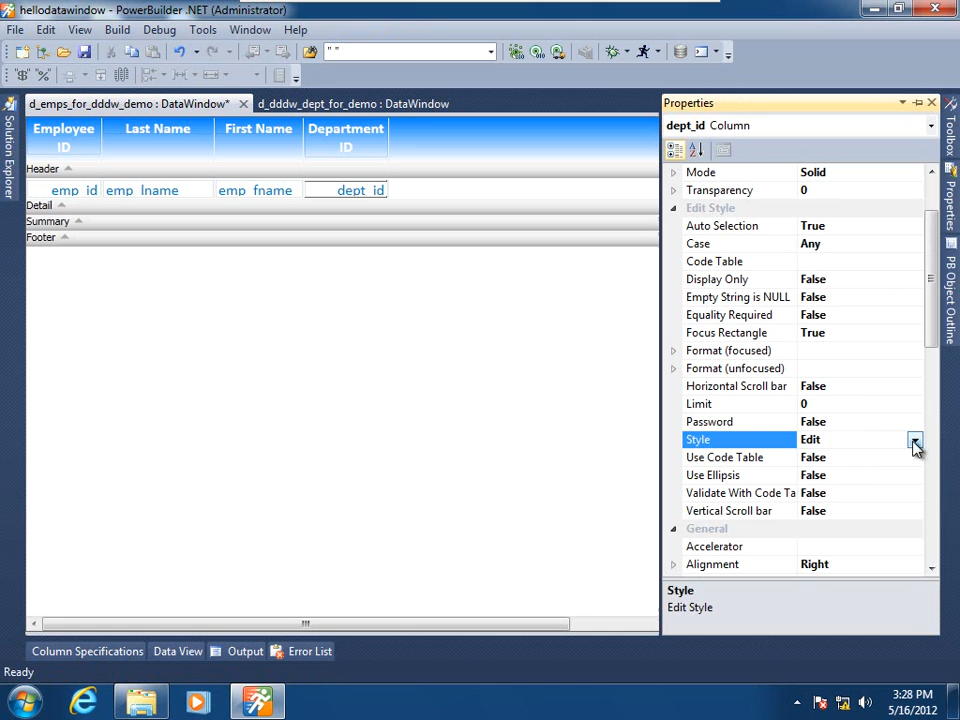 hellodatawindow - PowerBuilder .NET (Administrator)
File Edit View Build Debug Tools Window Help
" "
"$" %
d_emps_for_dddw_demo : DataWindow*
d_dddw_dept_for_demo : DataWindow
Employee ID
Last Name
First Name
Department ID
Header
emp_id emp_lname emp_fname dept_id
Detail
Summary
Footer
Solution Explorer
Properties
dept_id Column
Mode Solid
Transparency 0
Edit Style
Auto Selection True
Case Any
Code Table
Display Only False
Empty String is NULL False
Equality Required False
Focus Rectangle True
Format (focused)
Format (unfocused)
Horizontal Scroll bar False
Limit 0
Password False
Style Edit
Use Code Table False
Use Ellipsis False
Validate With Code Ta False
Vertical Scroll bar False
General
Accelerator
Alignment Right
Style
Edit Style
Toolbox
Properties
PB Object Outline
Column Specifications Data View Output Error List
Ready
3:28 PM
5/16/2012